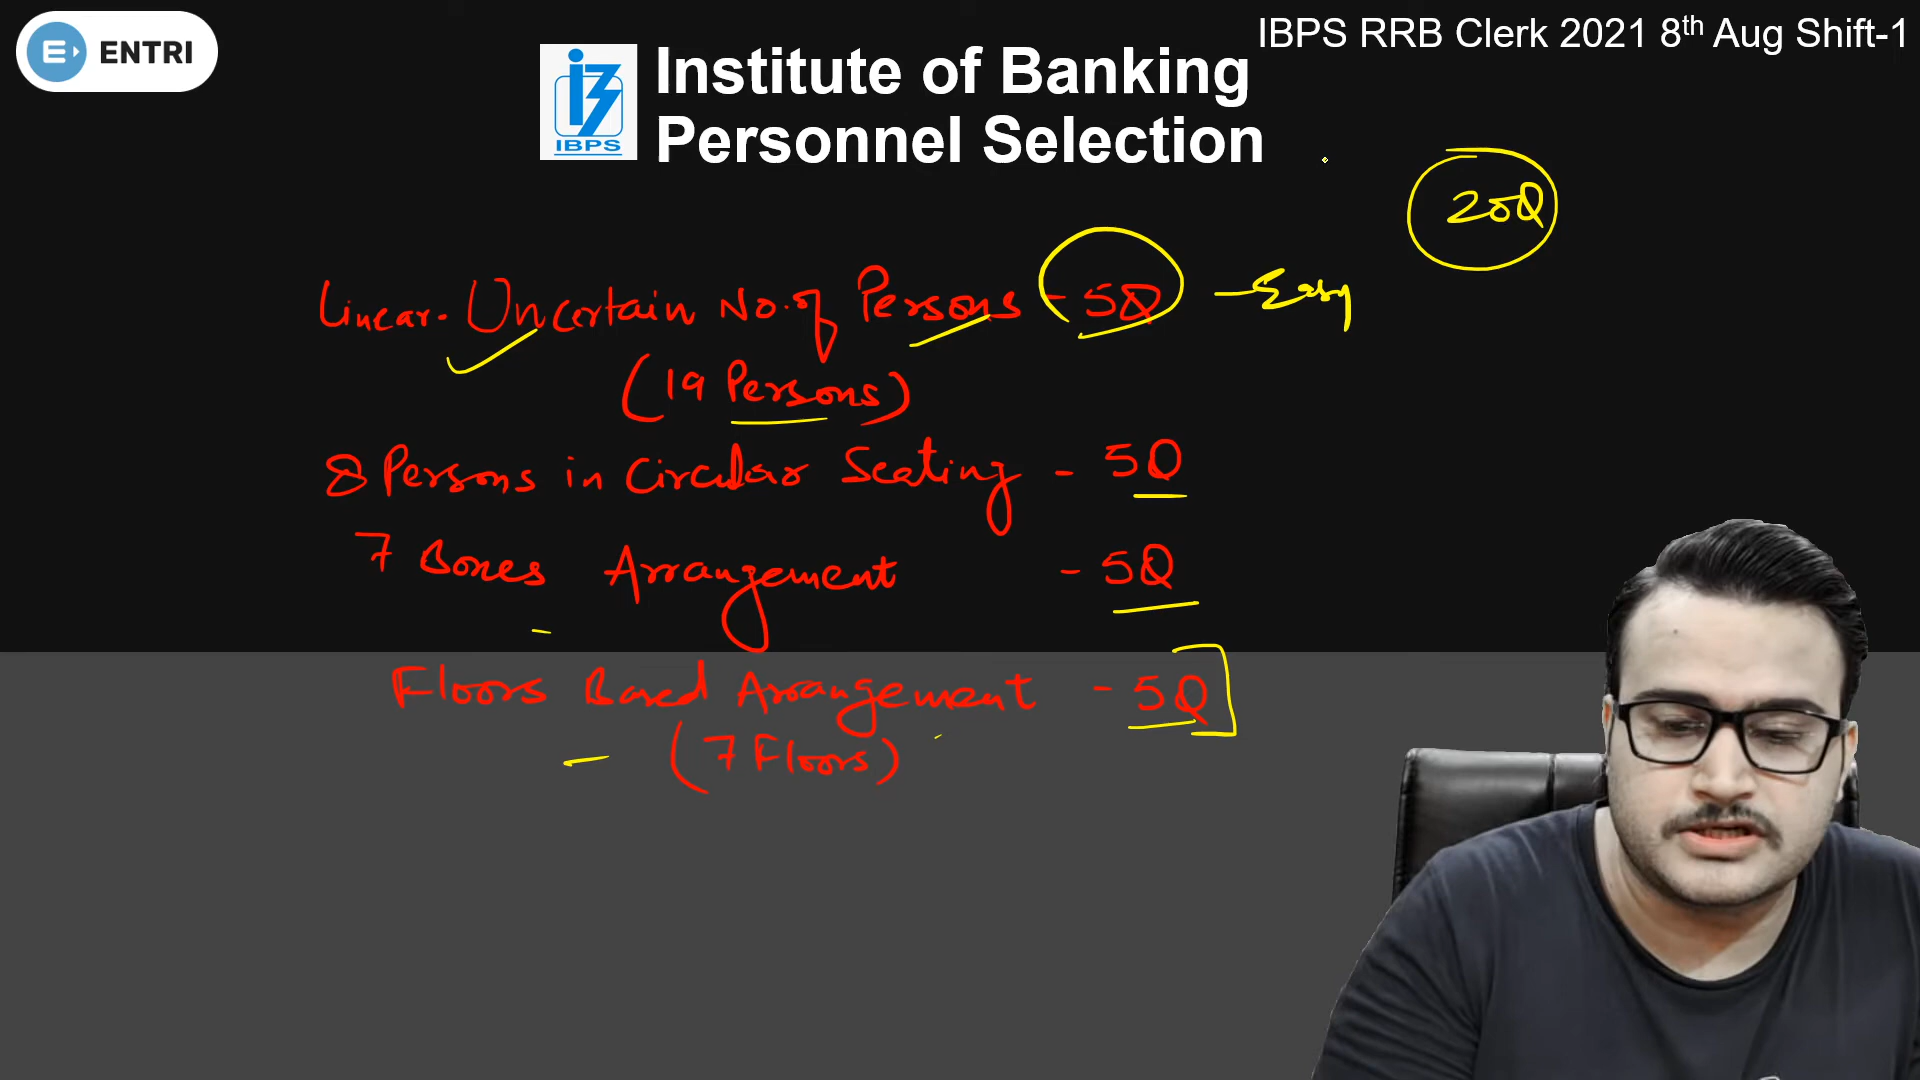 ENTRI
IBPS RRB Clerk 2021 8th Aug Shift-1
IBPS
Institute of Banking
Personnel Selection
20Q
Linear - Uncertain No. of Persons - 5Q - Easy
(19 Persons)
8 Persons in Circular Seating - 5Q
7 Boxes Arrangement - 5Q
Floors Based Arrangement - 5Q
(7 Floors)